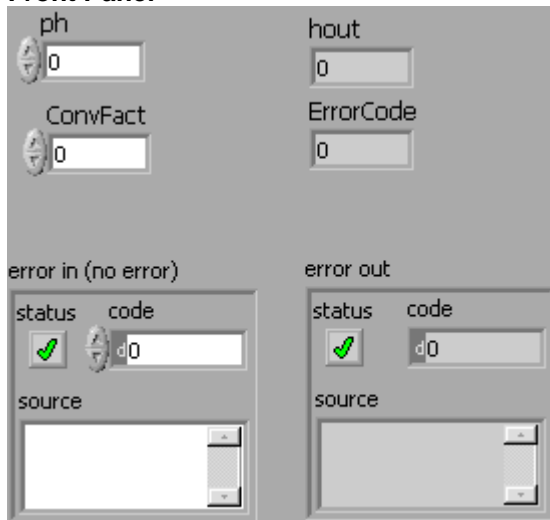 Front Panel
ph
0
hout
0
ConvFact
0
ErrorCode
0
error in (no error)
status code
d0
source
error out
status code
d0
source